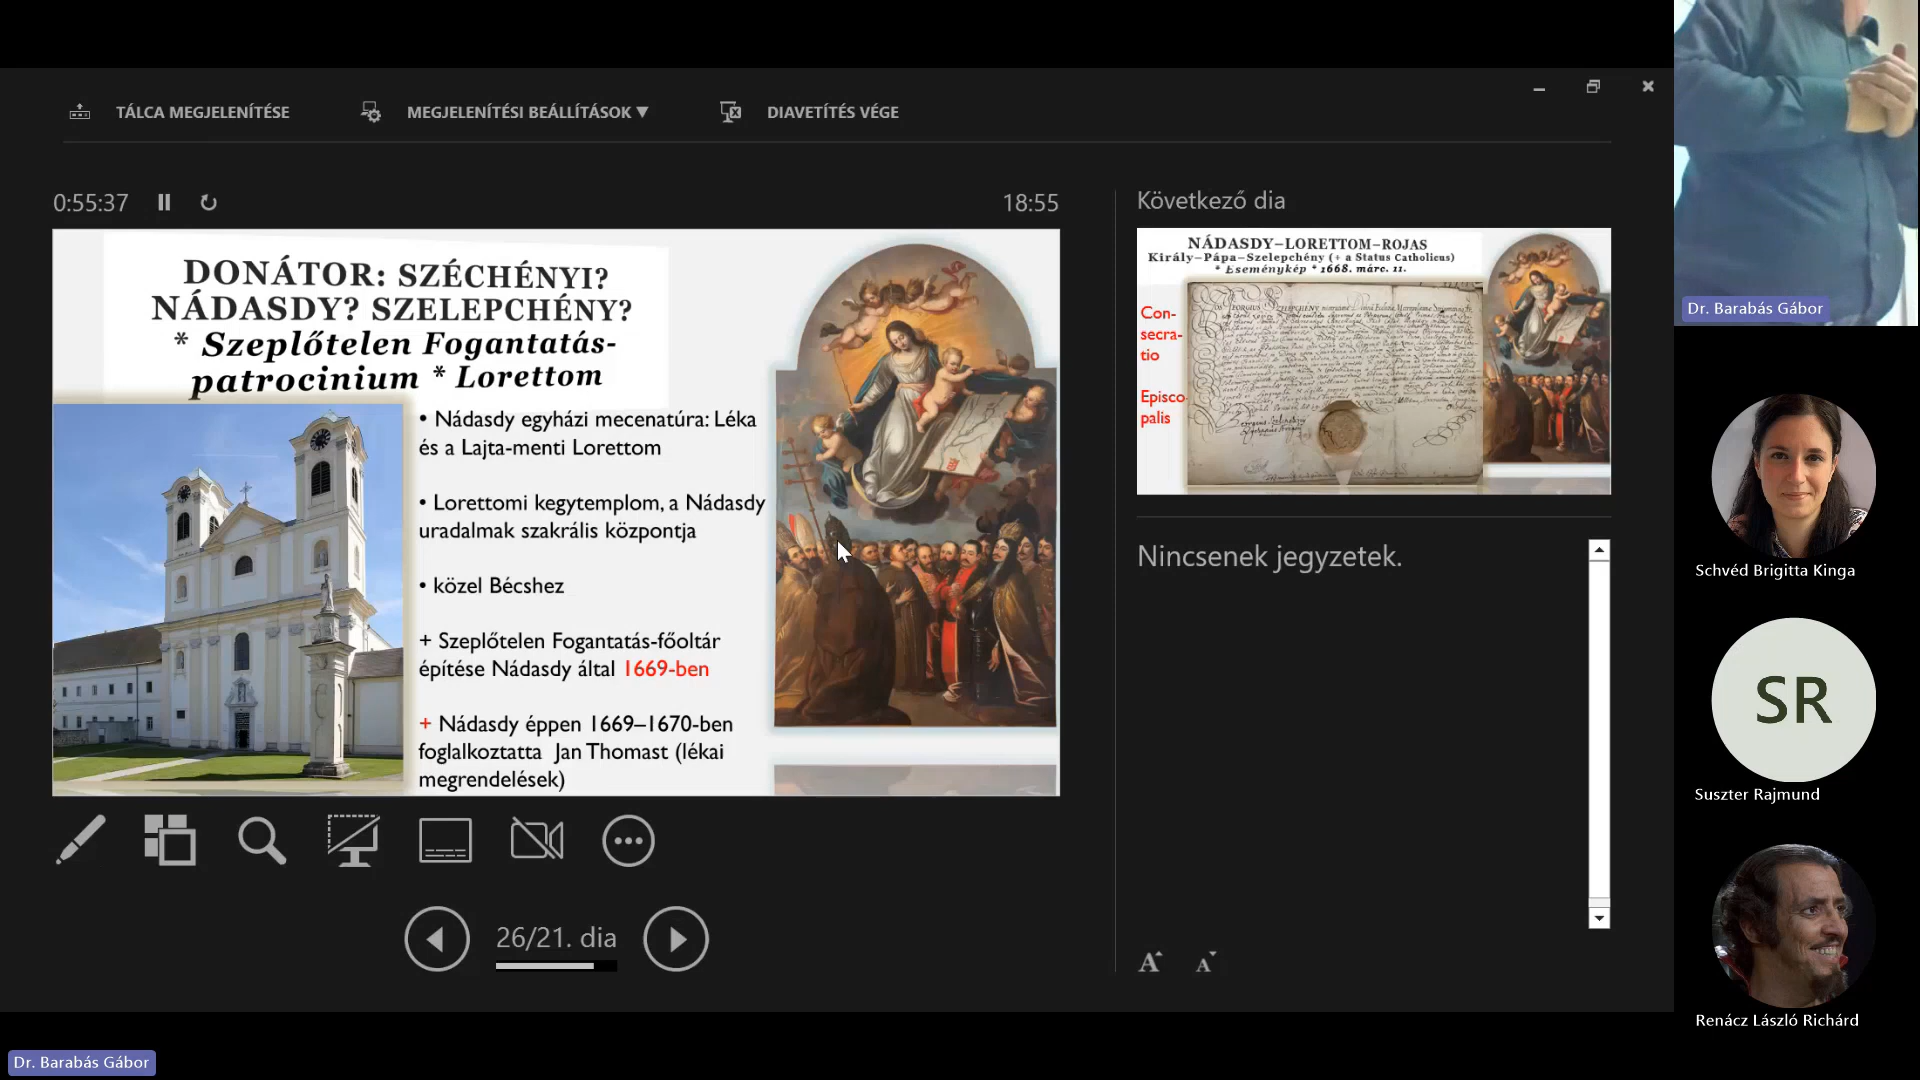 TÁLCA MEGJELENÍTÉSE
MEGJELENÍTÉSI BEÁLLÍTÁSOK ▼
DIAVETÍTÉS VÉGE
0:55:37
18:55
DONÁTOR: SZÉCHÉNYI?
NÁDASDY? SZELEPCHÉNY?
* Szeplőtelen Fogantatás-
patrocinium * Lorettom
• Nádasdy egyházi mecenatúra: Léka
és a Lajta-menti Lorettom
• Lorettomi kegytemplom, a Nádasdy
uradalmak szakrális központja
• közel Bécshez
+ Szeplőtelen Fogantatás-főoltár
építése Nádasdy által 1669-ben
+ Nádasdy éppen 1669–1670-ben
foglalkoztatta Jan Thomast (lékai
megrendelések)
26/21. dia
Következő dia
NÁDASDY–LORETTOM–ROJAS
Király–Pápa–Szelepchény (+ a Status Catholicus)
* Eseménykép * 1668. márc. 11.
Con-
secra-
tio
Episco-
palis
Nincsenek jegyzetek.
A A
Dr. Barabás Gábor
Schvéd Brigitta Kinga
SR
Suszter Rajmund
Renácz László Richárd
Dr. Barabás Gábor